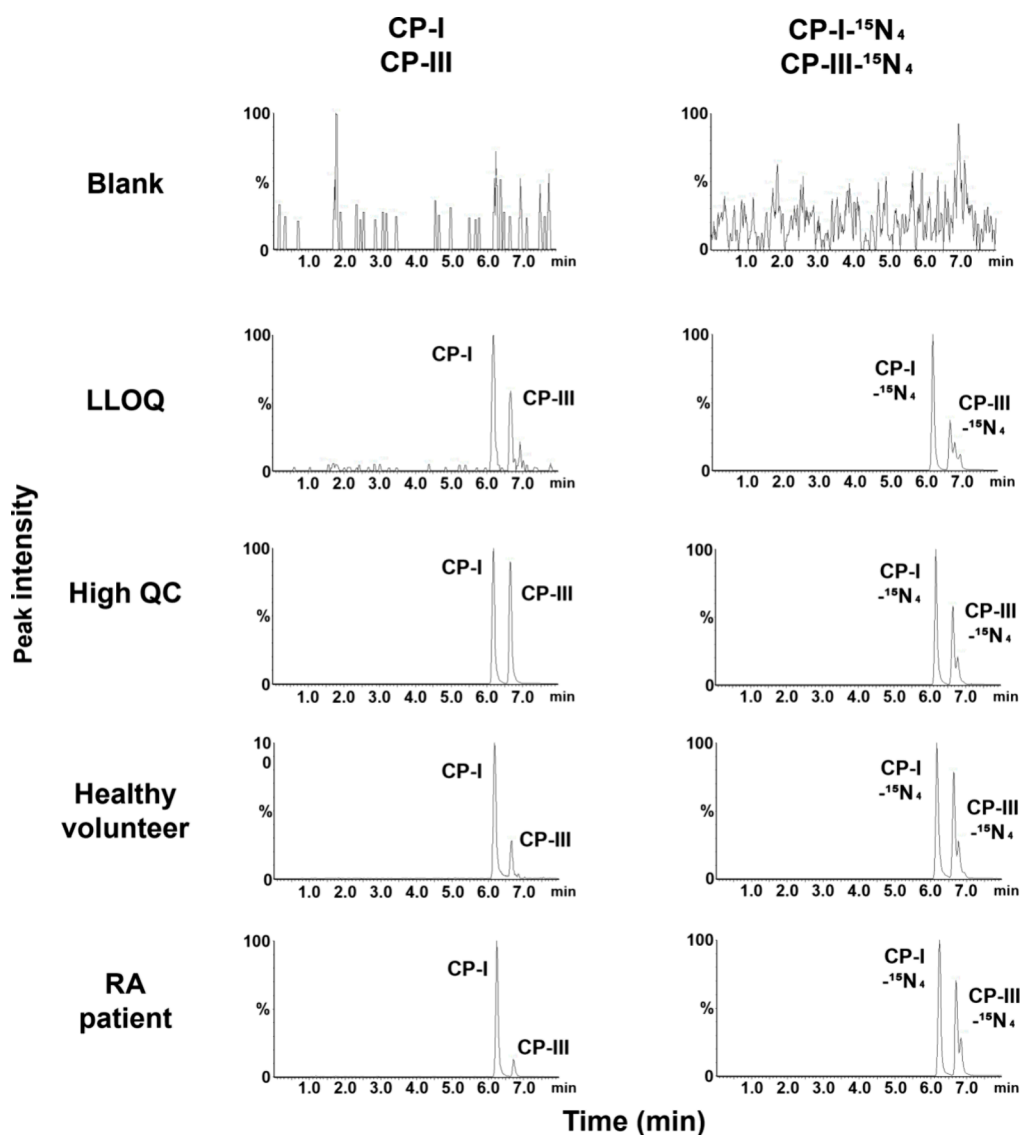 CP-I
CP-III
CP-I-¹⁵N₄
CP-III-¹⁵N₄
Peak intensity
Blank
100
%
0
1.0 2.0 3.0 4.0 5.0 6.0 7.0 min
100
%
0
1.0 2.0 3.0 4.0 5.0 6.0 7.0 min
LLOQ
100
%
0
CP-I
CP-III
1.0 2.0 3.0 4.0 5.0 6.0 7.0 min
100
%
0
CP-I
-¹⁵N₄
CP-III
-¹⁵N₄
1.0 2.0 3.0 4.0 5.0 6.0 7.0 min
High QC
100
%
0
CP-I
CP-III
1.0 2.0 3.0 4.0 5.0 6.0 7.0 min
100
%
0
CP-I
-¹⁵N₄
CP-III
-¹⁵N₄
1.0 2.0 3.0 4.0 5.0 6.0 7.0 min
Healthy
volunteer
10
0
%
0
CP-I
CP-III
1.0 2.0 3.0 4.0 5.0 6.0 7.0 min
100
%
0
CP-I
-¹⁵N₄
CP-III
-¹⁵N₄
1.0 2.0 3.0 4.0 5.0 6.0 7.0 min
RA
patient
100
%
0
CP-I
CP-III
1.0 2.0 3.0 4.0 5.0 6.0 7.0 min
100
%
0
CP-I
-¹⁵N₄
CP-III
-¹⁵N₄
1.0 2.0 3.0 4.0 5.0 6.0 7.0 min
Time (min)